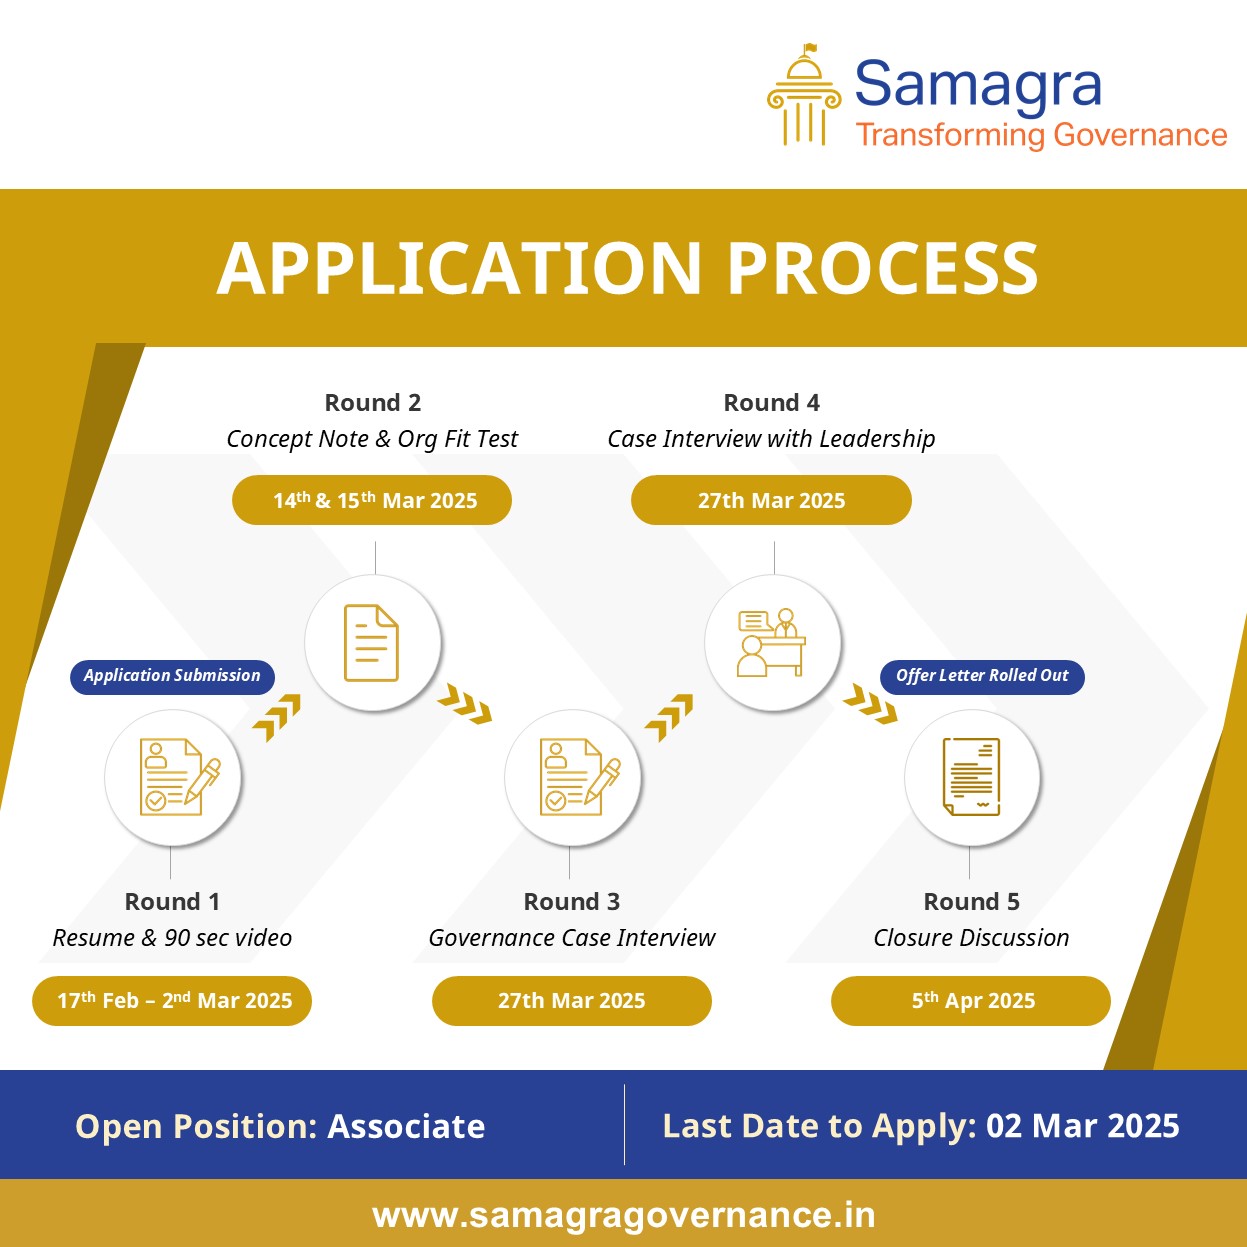 Samagra
Transforming Governance
APPLICATION PROCESS
Round 2
Concept Note & Org Fit Test
14th & 15th Mar 2025
Round 4
Case Interview with Leadership
27th Mar 2025
Application Submission
Offer Letter Rolled Out
Round 1
Resume & 90 sec video
17th Feb – 2nd Mar 2025
Round 3
Governance Case Interview
27th Mar 2025
Round 5
Closure Discussion
5th Apr 2025
Open Position: Associate
Last Date to Apply: 02 Mar 2025
www.samagragovernance.in